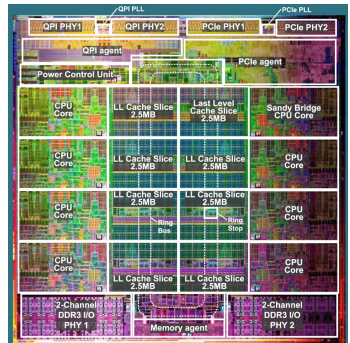 QPI PLL
PCIe PLL
QPI PHY1
QPI PHY2
PCIe PHY1
PCIe PHY2
QPI agent
PCIe agent
Power Control Unit
CPU
Core
LL Cache Slice
2.5MB
Last Level
Cache Slice
2.5MB
Sandy Bridge
CPU Core
CPU
Core
LL Cache Slice
2.5MB
LL Cache Slice
2.5MB
CPU
Core
CPU
Core
LL Cache Slice
2.5MB
LL Cache Slice
2.5MB
CPU
Core
Ring
Bus
Ring
Stop
CPU
Core
LL Cache Slice
2.5MB
LL Cache Slice
2.5MB
CPU
Core
2-Channel
DDR3 I/O
PHY 1
2-Channel
DDR3 I/O
PHY 2
Memory agent